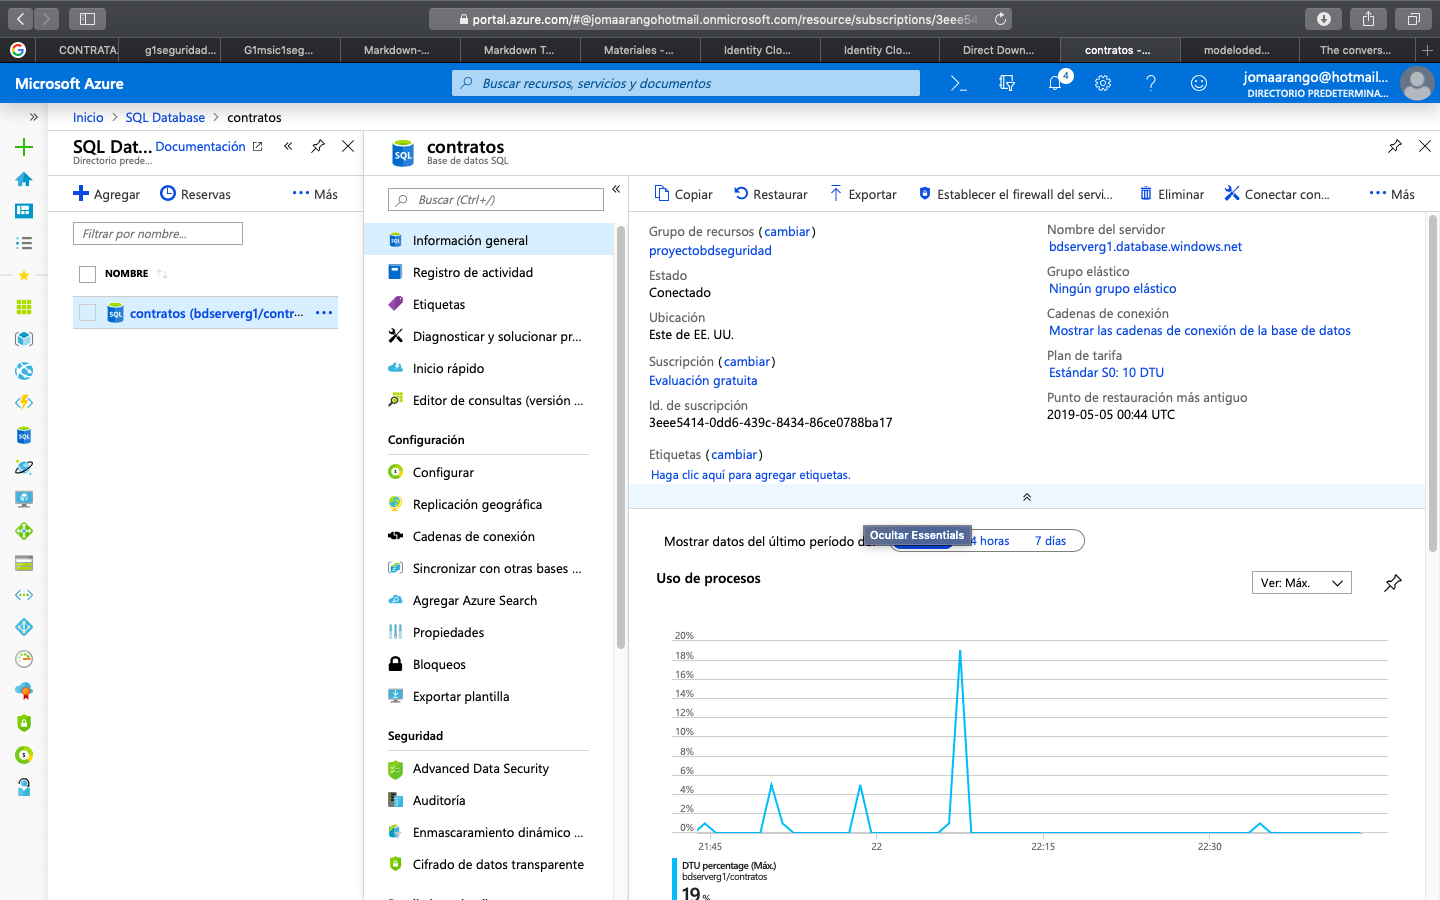 portal.azure.com/#@jomaarangohotmail.onmicrosoft.com/resource/subscriptions/3eee54
CONTRATA
g1seguridad...
G1msic1seg...
Markdown-...
Markdown T...
Materiales -...
Identity Clo...
Identity Clo...
Direct Down...
contratos -...
modeloded...
The convers...
Microsoft Azure
Buscar recursos, servicios y documentos
4
jomaarango@hotmail...
DIRECTORIO PREDETERMINA...
Inicio > SQL Database > contratos
SQL Dat...
Documentación
Directorio prede...
Agregar
Reservas
Más
Filtrar por nombre...
NOMBRE
contratos (bdserverg1/contr...
contratos
Base de datos SQL
Buscar (Ctrl+/)
Información general
Registro de actividad
Etiquetas
Diagnosticar y solucionar pr...
Inicio rápido
Editor de consultas (versión ...
Configuración
Configurar
Replicación geográfica
Cadenas de conexión
Sincronizar con otras bases ...
Agregar Azure Search
Propiedades
Bloqueos
Exportar plantilla
Seguridad
Advanced Data Security
Auditoría
Enmascaramiento dinámico ...
Cifrado de datos transparente
Copiar
Restaurar
Exportar
Establecer el firewall del servi...
Eliminar
Conectar con...
Más
Grupo de recursos (cambiar)
proyectobdseguridad
Estado
Conectado
Ubicación
Este de EE. UU.
Suscripción (cambiar)
Evaluación gratuita
Id. de suscripción
3eee5414-0dd6-439c-8434-86ce0788ba17
Etiquetas (cambiar)
Haga clic aquí para agregar etiquetas.
Nombre del servidor
bdserverg1.database.windows.net
Grupo elástico
Ningún grupo elástico
Cadenas de conexión
Mostrar las cadenas de conexión de la base de datos
Plan de tarifa
Estándar S0: 10 DTU
Punto de restauración más antiguo
2019-05-05 00:44 UTC
Ocultar Essentials
Mostrar datos del último período d
4 horas
7 días
Uso de procesos
Ver: Máx.
20%
18%
16%
14%
12%
10%
8%
6%
4%
2%
0%
21:45
22
22:15
22:30
DTU percentage (Máx.)
bdserverg1/contratos
19 %